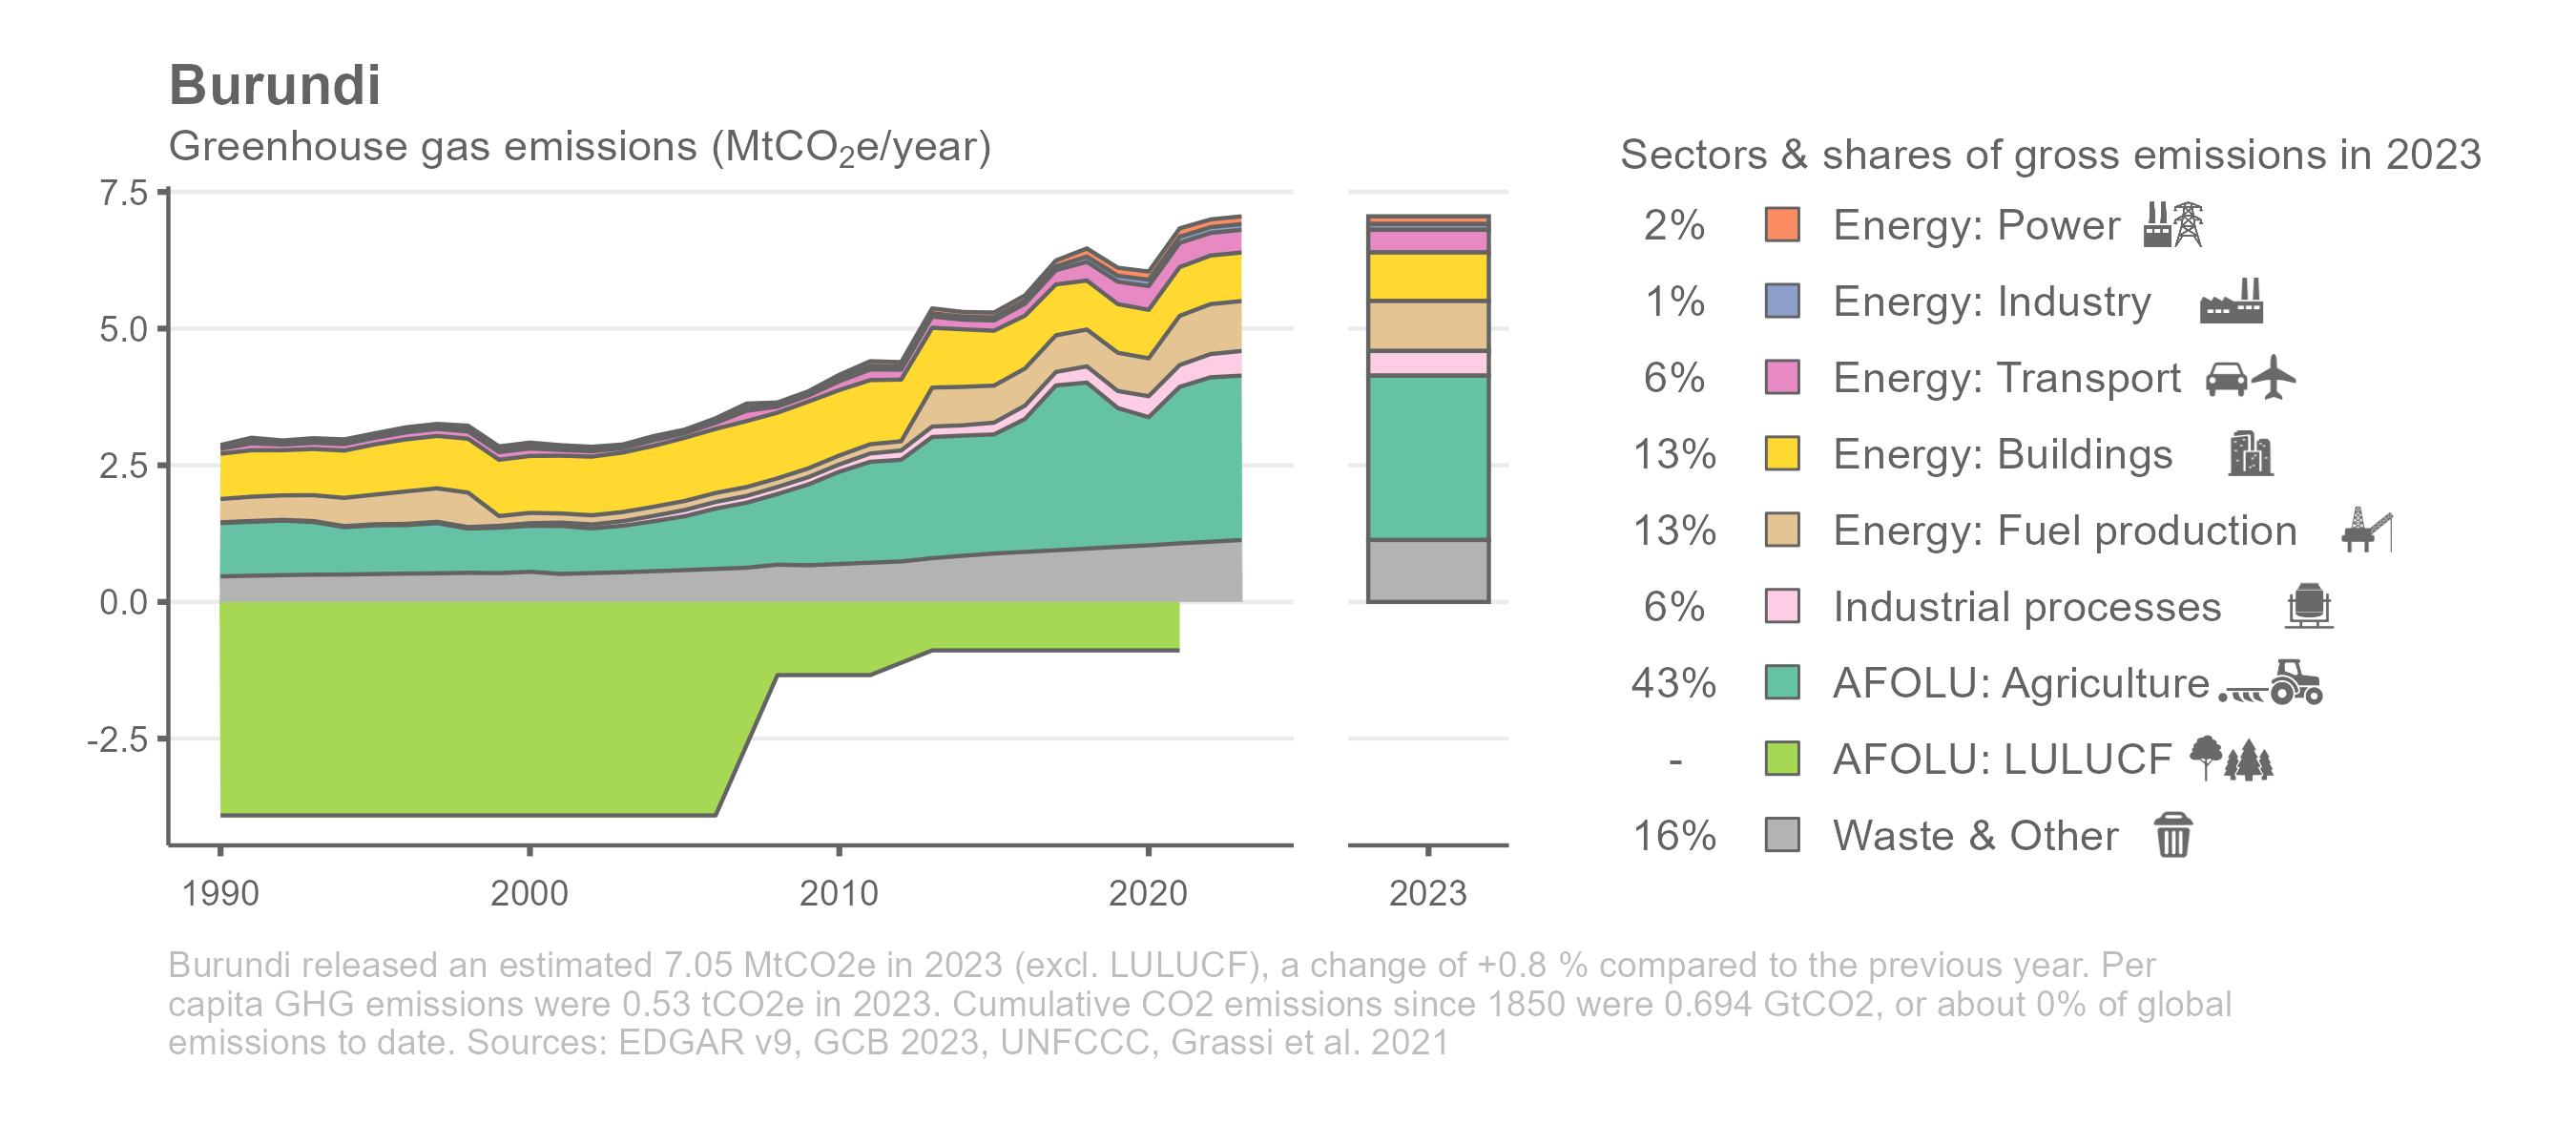 Burundi
Greenhouse gas emissions (MtCO₂e/year)
7.5
5.0
2.5
0.0
-2.5
1990
2000
2010
2020
2023
Sectors & shares of gross emissions in 2023
2% Energy: Power
1% Energy: Industry
6% Energy: Transport
13% Energy: Buildings
13% Energy: Fuel production
6% Industrial processes
43% AFOLU: Agriculture
- AFOLU: LULUCF
16% Waste & Other
Burundi released an estimated 7.05 MtCO2e in 2023 (excl. LULUCF), a change of +0.8 % compared to the previous year. Per
capita GHG emissions were 0.53 tCO2e in 2023. Cumulative CO2 emissions since 1850 were 0.694 GtCO2, or about 0% of global
emissions to date. Sources: EDGAR v9, GCB 2023, UNFCCC, Grassi et al. 2021